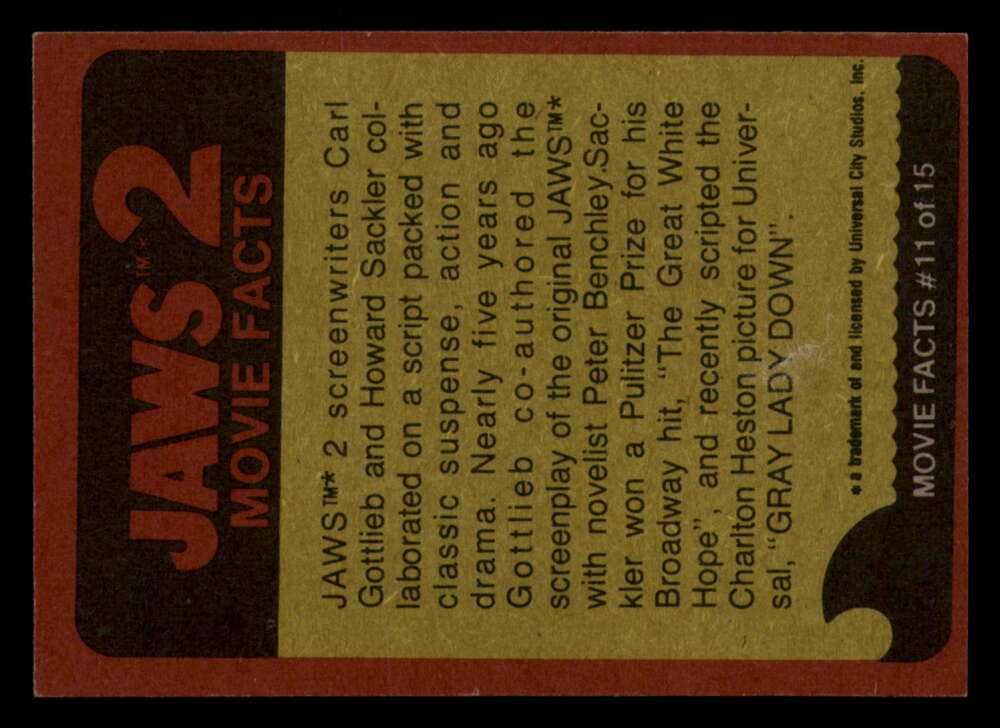 JAWS™* 2
MOVIE FACTS
JAWS™* 2 screenwriters Carl
Gottlieb and Howard Sackler col-
laborated on a script packed with
classic suspense, action and
drama. Nearly five years ago
Gottlieb co-authored the
screenplay of the original JAWS™*
with novelist Peter Benchley.Sac-
kler won a Pulitzer Prize for his
Broadway hit, "The Great White
Hope", and recently scripted the
Charlton Heston picture for Univer-
sal, "GRAY LADY DOWN".
* a trademark of and licensed by Universal City Studios, Inc.
MOVIE FACTS #11 of 15